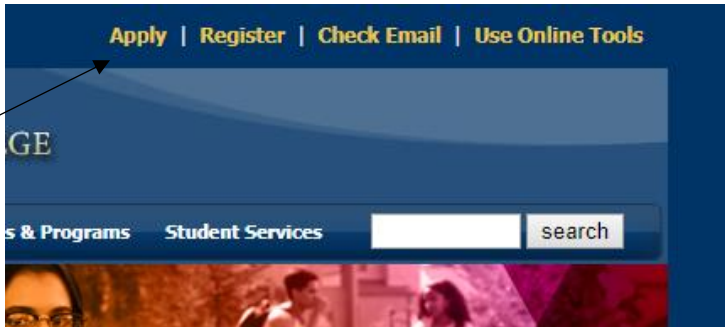 Apply | Register | Check Email | Use Online Tools
GE
s & Programs Student Services search